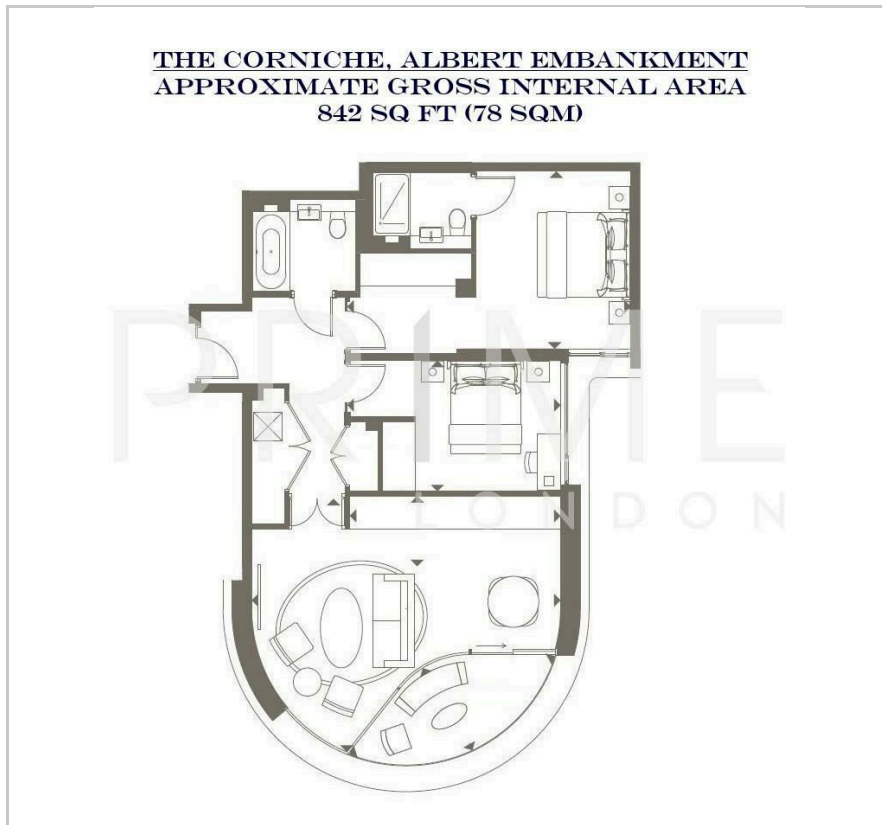 THE CORNICHE, ALBERT EMBANKMENT
APPROXIMATE GROSS INTERNAL AREA
842 SQ FT (78 SQM)
PRIME
LONDON